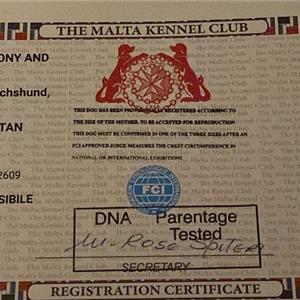 THE MALTA KENNEL CLUB
ONY AND
chshund,
TAN
2609
SIBILE
THIS DOG HAS BEEN PROVISIONALLY REGISTERED ACCORDING TO
THE SIZE OF THE MOTHER. TO BE ACCEPTED FOR REPRODUCTION
THIS DOG MUST BE CONFIRMED IN ONE OF THE THREE SIZES AFTER AN
FCI APPROVED JUDGE MEASURES THE CHEST CIRCUMFERENCE IN
NATIONAL OR INTERNATIONAL EXHIBITIONS.
FCI
DNA Parentage
Tested
M. Rose Spiteri
SECRETARY
REGISTRATION CERTIFICATE